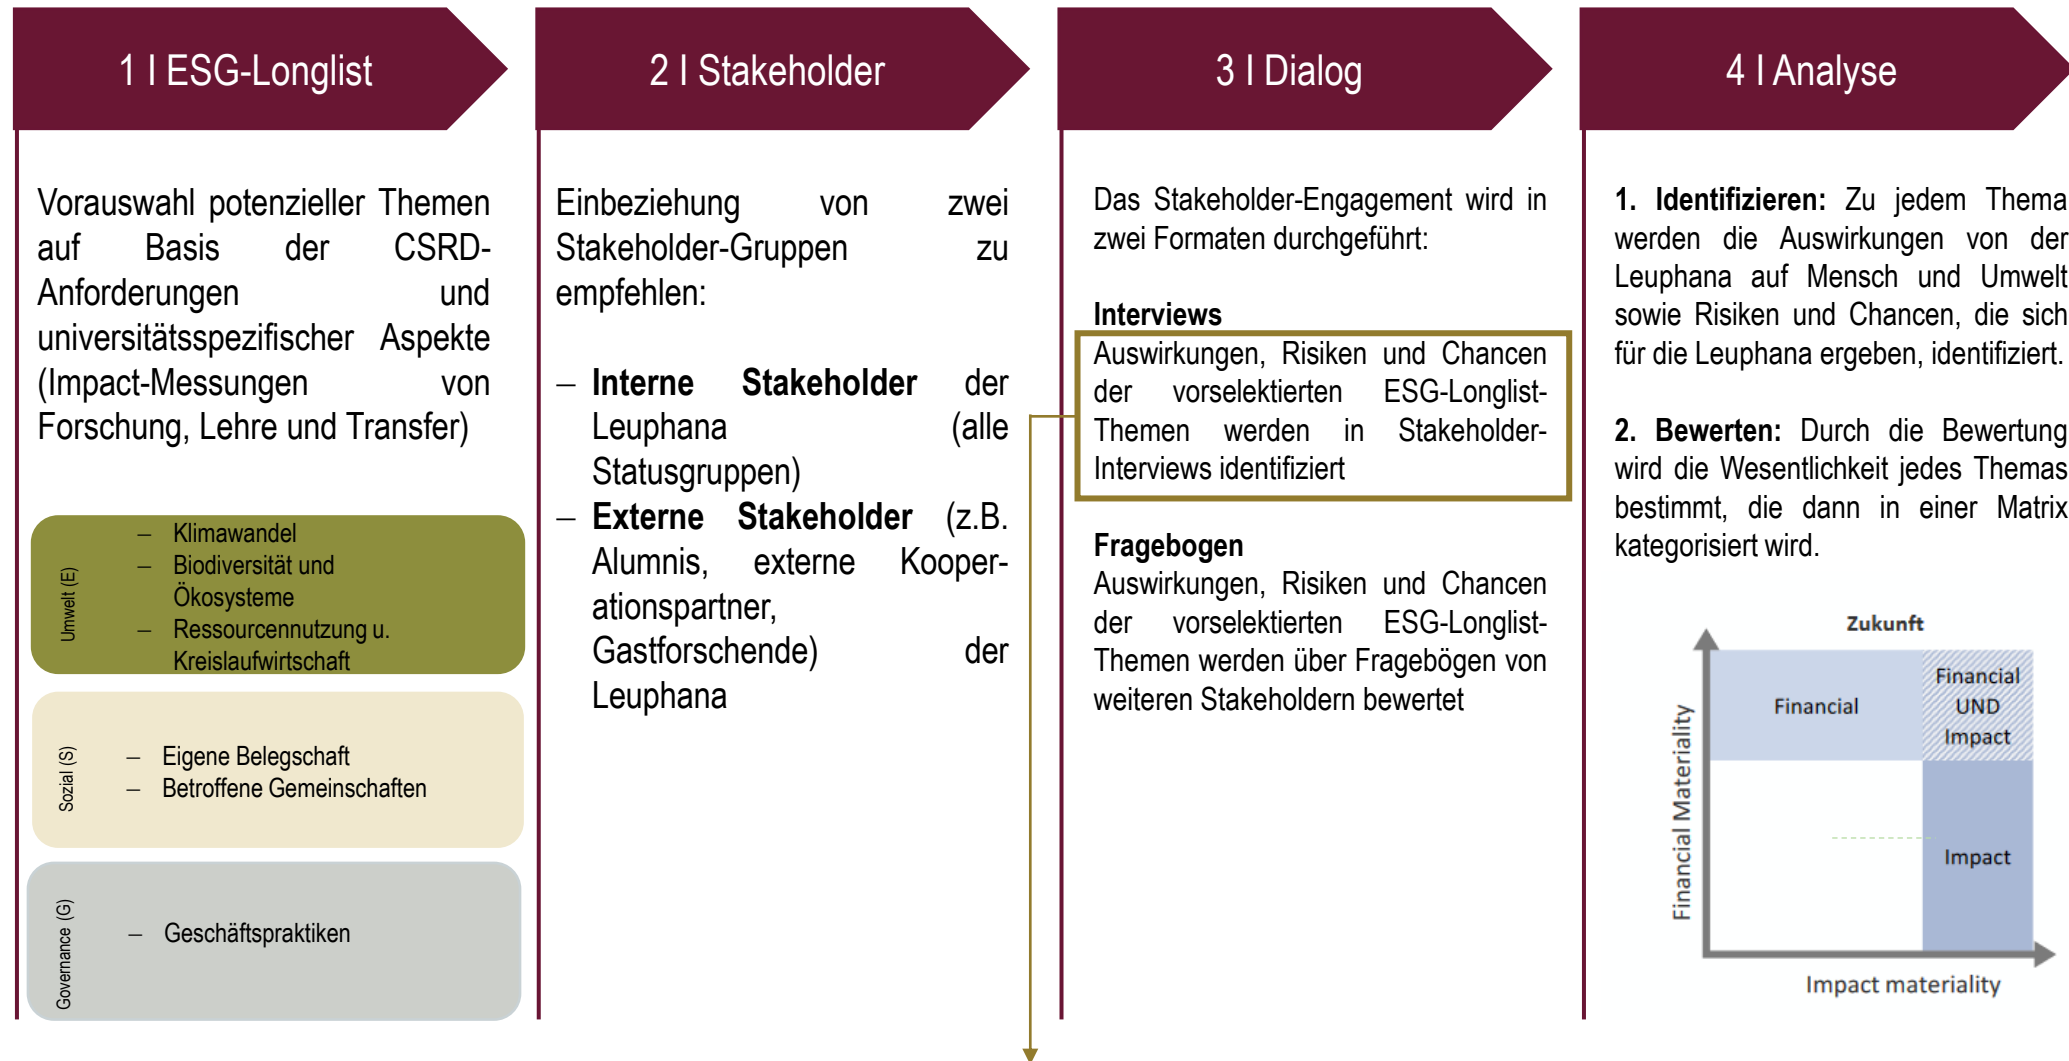 1 I ESG-Longlist
Vorauswahl potenzieller Themen
auf Basis der CSRD-
Anforderungen und
universitätsspezifischer Aspekte
(Impact-Messungen von
Forschung, Lehre und Transfer)
Umwelt (E)
– Klimawandel
– Biodiversität und
Ökosysteme
– Ressourcennutzung u.
Kreislaufwirtschaft
Sozial (S)
– Eigene Belegschaft
– Betroffene Gemeinschaften
Governance (G)
– Geschäftspraktiken
2 I Stakeholder
Einbeziehung von zwei
Stakeholder-Gruppen zu
empfehlen:
– Interne Stakeholder der
Leuphana (alle
Statusgruppen)
– Externe Stakeholder (z.B.
Alumnis, externe Kooper-
ationspartner,
Gastforschende) der
Leuphana
3 I Dialog
Das Stakeholder-Engagement wird in
zwei Formaten durchgeführt:
Interviews
Auswirkungen, Risiken und Chancen
der vorselektierten ESG-Longlist-
Themen werden in Stakeholder-
Interviews identifiziert
Fragebogen
Auswirkungen, Risiken und Chancen
der vorselektierten ESG-Longlist-
Themen werden über Fragebögen von
weiteren Stakeholdern bewertet
4 I Analyse
1. Identifizieren: Zu jedem Thema
werden die Auswirkungen von der
Leuphana auf Mensch und Umwelt
sowie Risiken und Chancen, die sich
für die Leuphana ergeben, identifiziert.
2. Bewerten: Durch die Bewertung
wird die Wesentlichkeit jedes Themas
bestimmt, die dann in einer Matrix
kategorisiert wird.
Zukunft
Financial Materiality
Financial
Financial
UND
Impact
Impact
Impact materiality